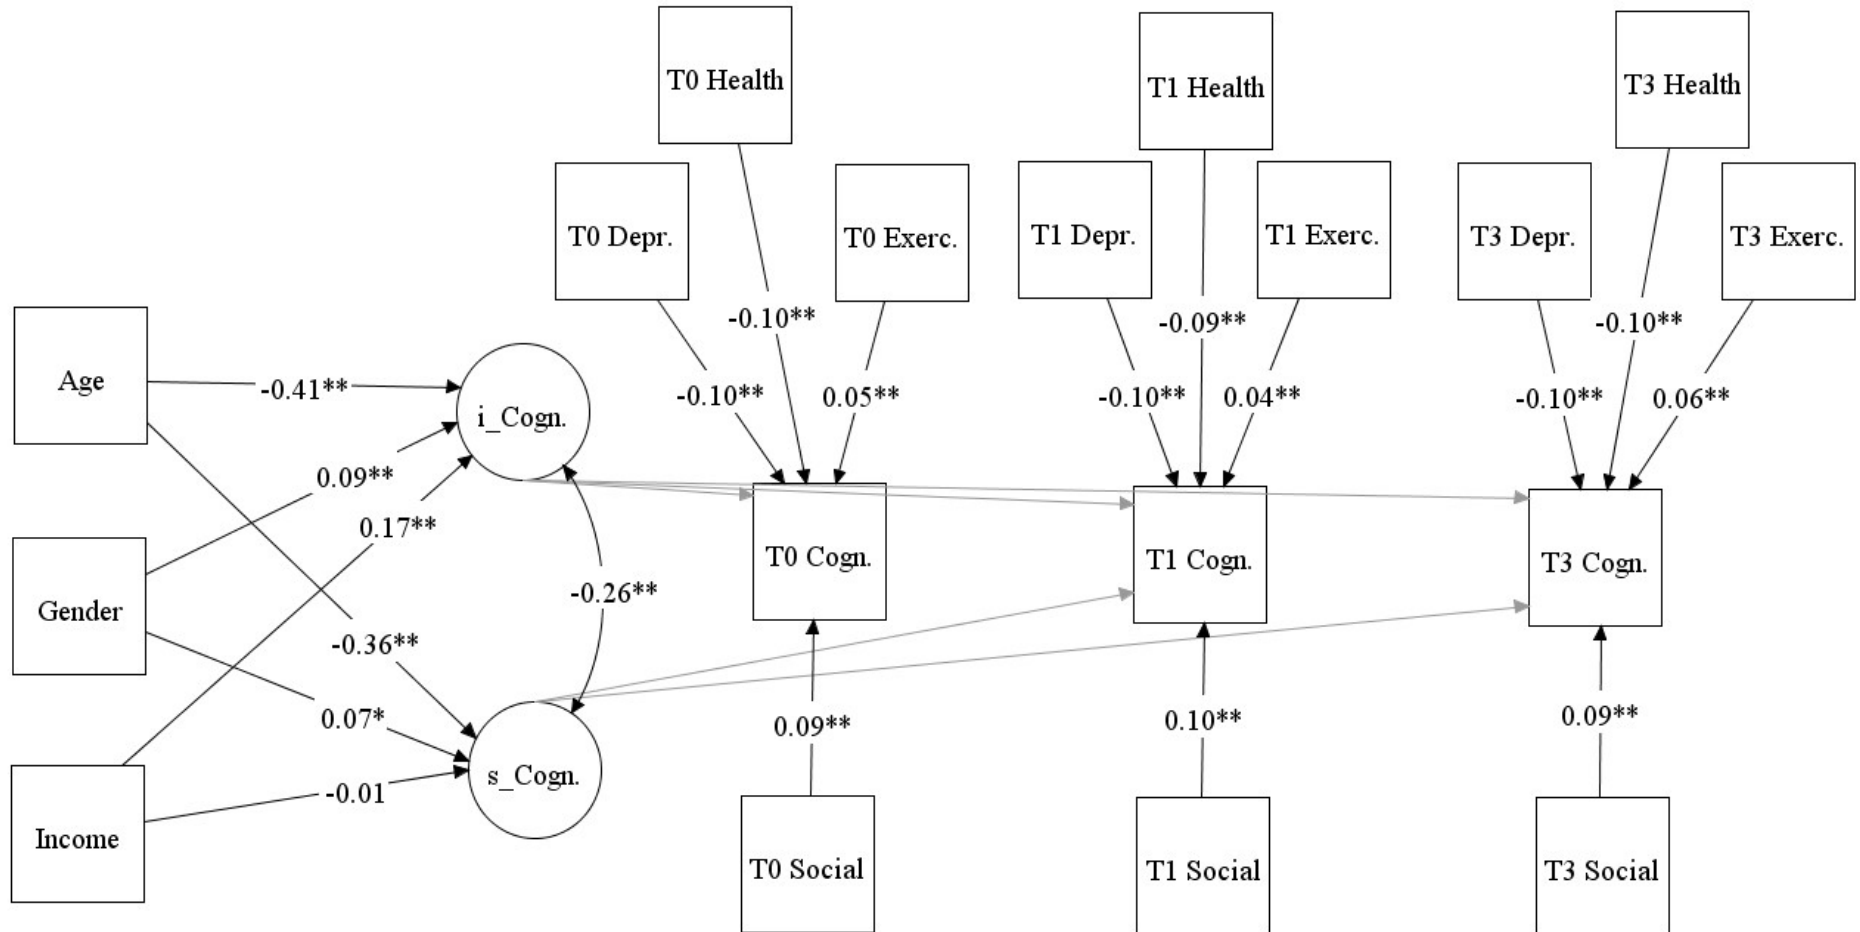 T0 Health
T1 Health
T3 Health
T0 Depr.
T0 Exerc.
T1 Depr.
T1 Exerc.
T3 Depr.
T3 Exerc.
-0.10**
-0.09**
-0.10**
Age
-0.41**
i_Cogn.
-0.10**
0.05**
-0.10**
0.04**
-0.10**
0.06**
0.09**
0.17**
T0 Cogn.
T1 Cogn.
T3 Cogn.
-0.26**
Gender
-0.36**
0.07*
0.09**
0.10**
0.09**
s_Cogn.
-0.01
Income
T0 Social
T1 Social
T3 Social